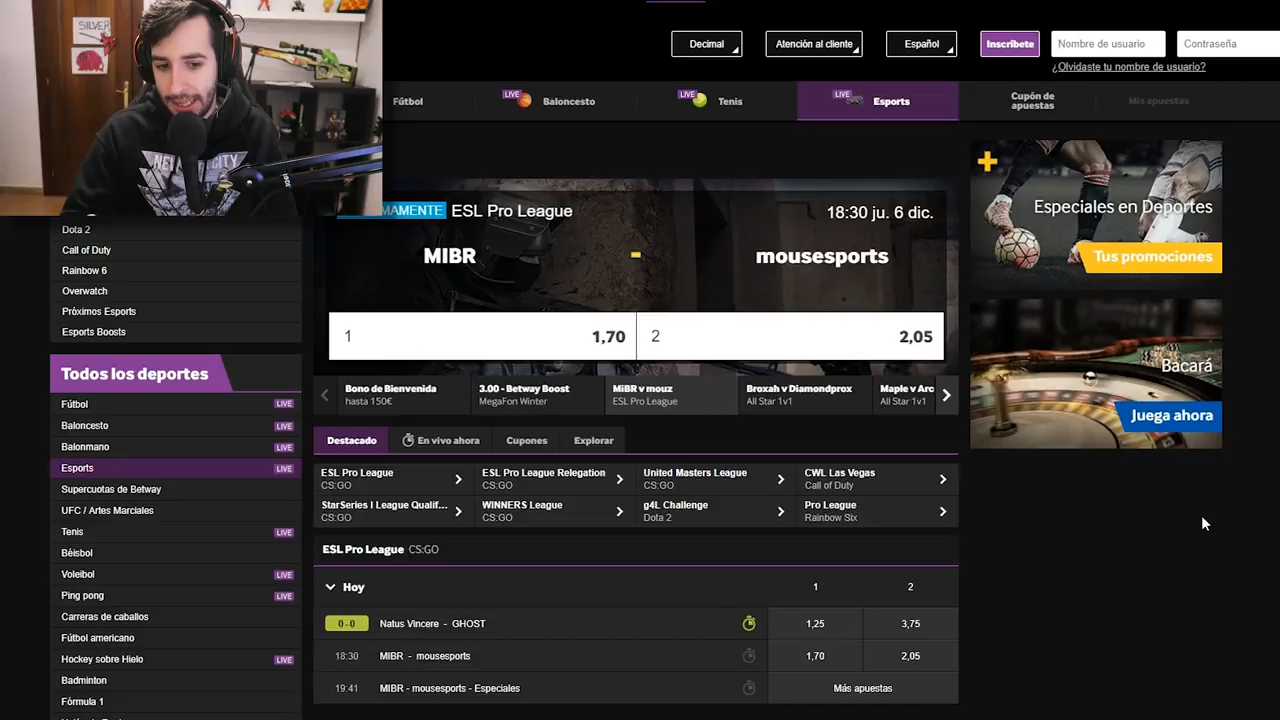 SILVER
Decimal
Atención al cliente
Español
Inscríbete
Nombre de usuario
Contraseña
¿Olvidaste tu nombre de usuario?
Fútbol
LIVE
Baloncesto
LIVE
Tenis
LIVE
Esports
Cupón de
apuestas
Mis apuestas
MAMENTE ESL Pro League
18:30 ju. 6 dic.
MIBR - mousesports
1 1,70 2 2,05
Bono de Bienvenida
hasta 150€
3.00 - Betway Boost
MegaFon Winter
MiBR v mouz
ESL Pro League
Broxah v Diamondprox
All Star 1v1
Maple v Arc
All Star 1v1
Especiales en Deportes
Tus promociones
Bacará
Juega ahora
Dota 2
Call of Duty
Rainbow 6
Overwatch
Próximos Esports
Esports Boosts
Todos los deportes
Fútbol LIVE
Baloncesto LIVE
Balonmano LIVE
Esports LIVE
Supercuotas de Betway
UFC / Artes Marciales
Tenis LIVE
Béisbol
Voleibol LIVE
Ping pong LIVE
Carreras de caballos
Fútbol americano
Hockey sobre Hielo LIVE
Badminton
Fórmula 1
Destacado
En vivo ahora
Cupones
Explorar
ESL Pro League
CS:GO
ESL Pro League Relegation
CS:GO
United Masters League
CS:GO
CWL Las Vegas
Call of Duty
StarSeries I League Qualif...
CS:GO
WINNERS League
CS:GO
g4L Challenge
Dota 2
Pro League
Rainbow Six
ESL Pro League CS:GO
Hoy 1 2
0-0 Natus Vincere - GHOST 1,25 3,75
18:30 MIBR - mousesports 1,70 2,05
19:41 MIBR - mousesports - Especiales Más apuestas